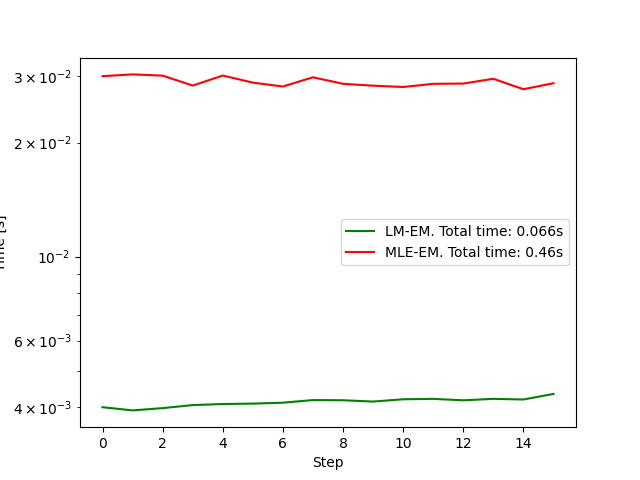 3 × 10⁻²
2 × 10⁻²
10⁻²
6 × 10⁻³
4 × 10⁻³
LM-EM. Total time: 0.066s
MLE-EM. Total time: 0.46s
0 2 4 6 8 10 12 14
Step